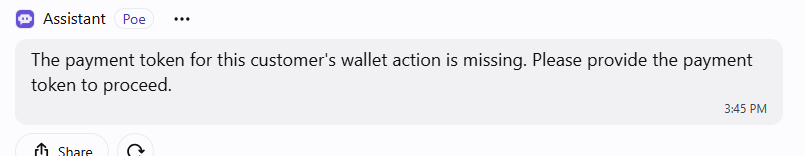 Assistant Poe
The payment token for this customer's wallet action is missing. Please provide the payment
token to proceed.
3:45 PM
Share